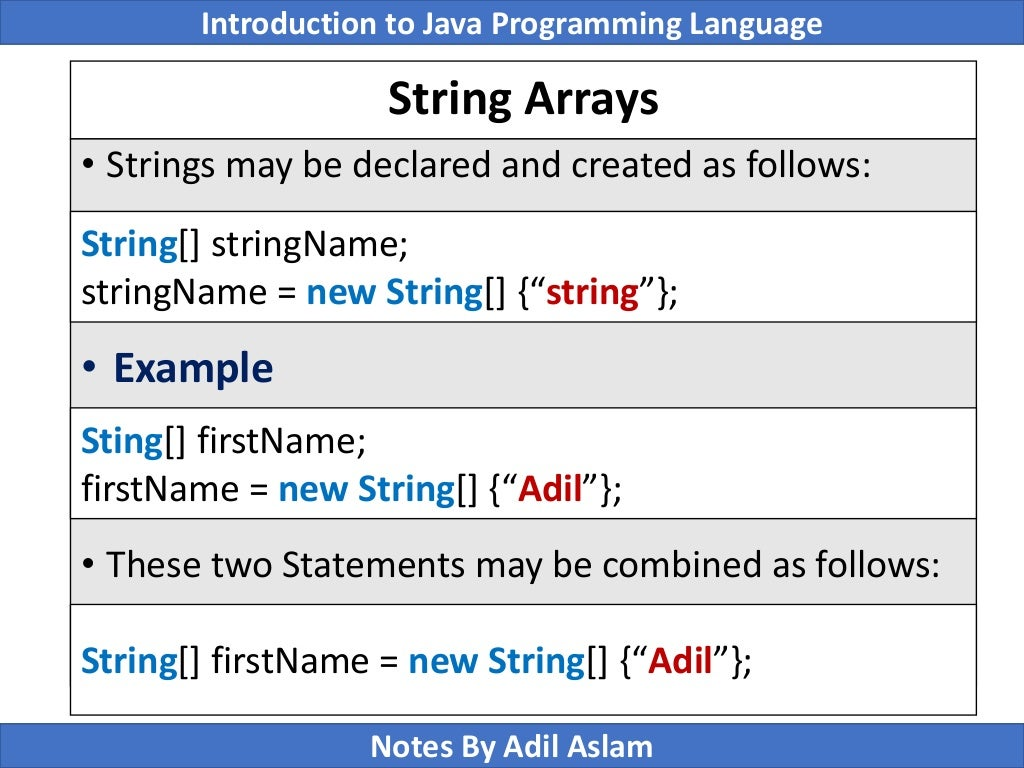 Introduction to Java Programming Language
String Arrays
• Strings may be declared and created as follows:
String[] stringName;
stringName = new String[] {“string”};
• Example
Sting[] firstName;
firstName = new String[] {“Adil”};
• These two Statements may be combined as follows:
String[] firstName = new String[] {“Adil”};
Notes By Adil Aslam